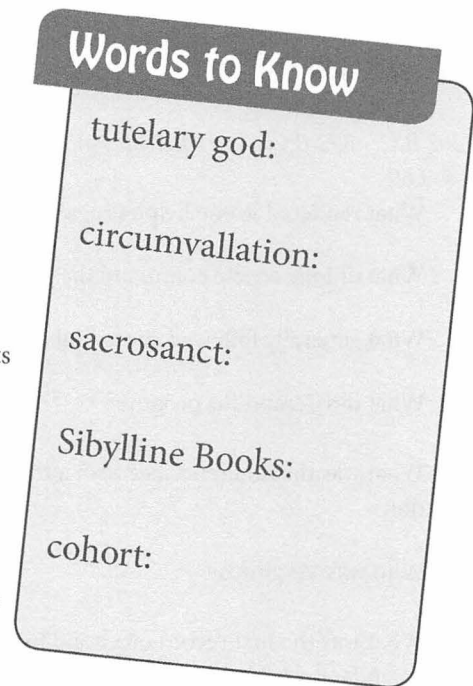 Words to Know
tutelary god:
circumvallation:
sacrosanct:
Sibylline Books:
cohort: